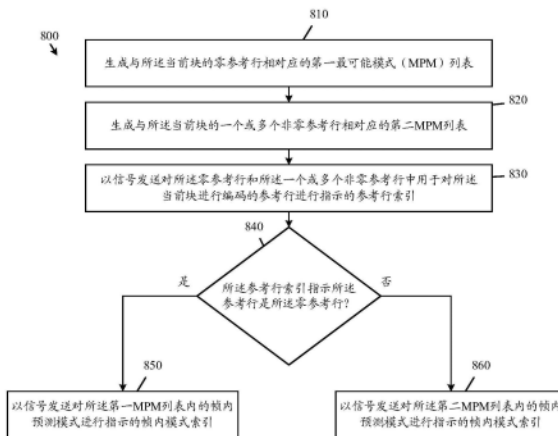 800
810
生成与所述当前块的零参考行相对应的第一最可能模式（MPM）列表
820
生成与所述当前块的一个或多个非零参考行相对应的第二MPM列表
830
以信号发送对所述零参考行和所述一个或多个非零参考行中用于对所述
当前块进行编码的参考行进行指示的参考行索引
840
所述参考行索引指示所述
参考行是所述零参考行?
是
否
850
以信号发送对所述第一MPM列表内的帧内
预测模式进行指示的帧内模式索引
860
以信号发送对所述第二MPM列表内的帧内
预测模式进行指示的帧内模式索引